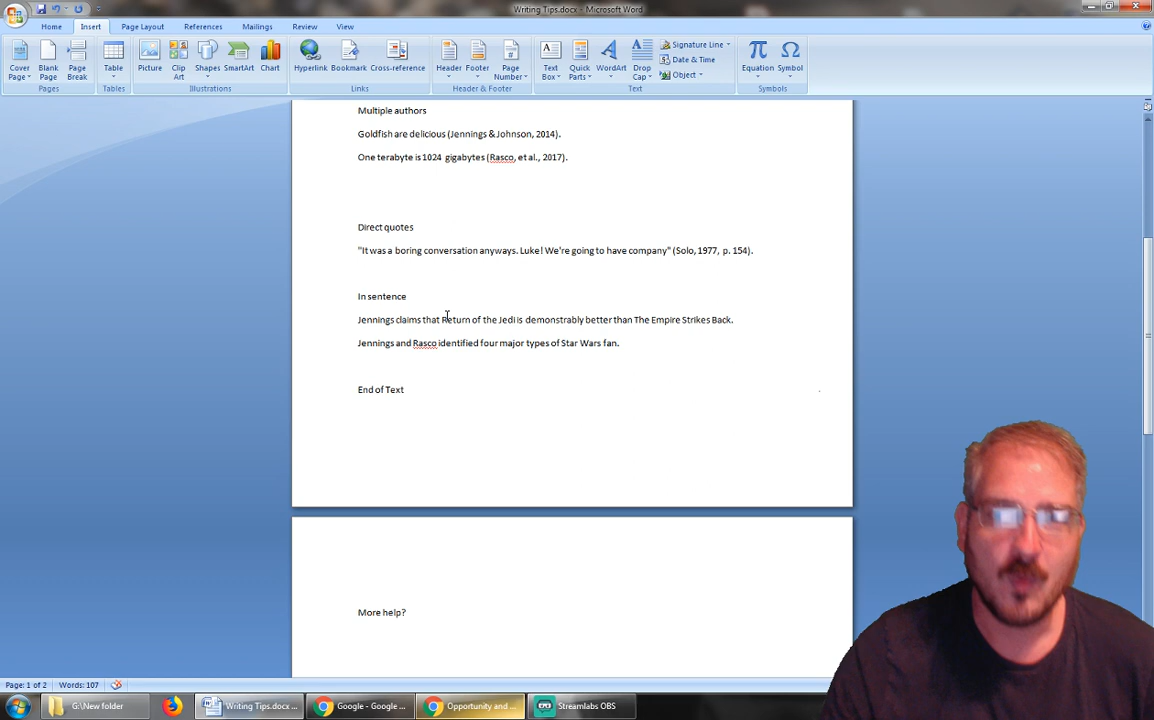 Writing Tips.docx - Microsoft Word
Home Insert Page Layout References Mailings Review View
Cover Page Blank Page Page Break Table Picture Clip Art Shapes SmartArt Chart Hyperlink Bookmark Cross-reference Header Footer Page Number Text Box Quick Parts WordArt Drop Cap Signature Line Date & Time Object Equation Symbol
Pages Tables Illustrations Links Header & Footer Text Symbols
Multiple authors
Goldfish are delicious (Jennings & Johnson, 2014).
One terabyte is 1024 gigabytes (Rasco, et al., 2017).
Direct quotes
"It was a boring conversation anyways. Luke! We're going to have company" (Solo, 1977, p. 154).
In sentence
Jennings claims that Return of the Jedi is demonstrably better than The Empire Strikes Back.
Jennings and Rasco identified four major types of Star Wars fan.
End of Text
More help?
Page: 1 of 2 Words: 107
G:\New folder Writing Tips.docx ... Google - Google ... Opportunity and ... Streamlabs OBS